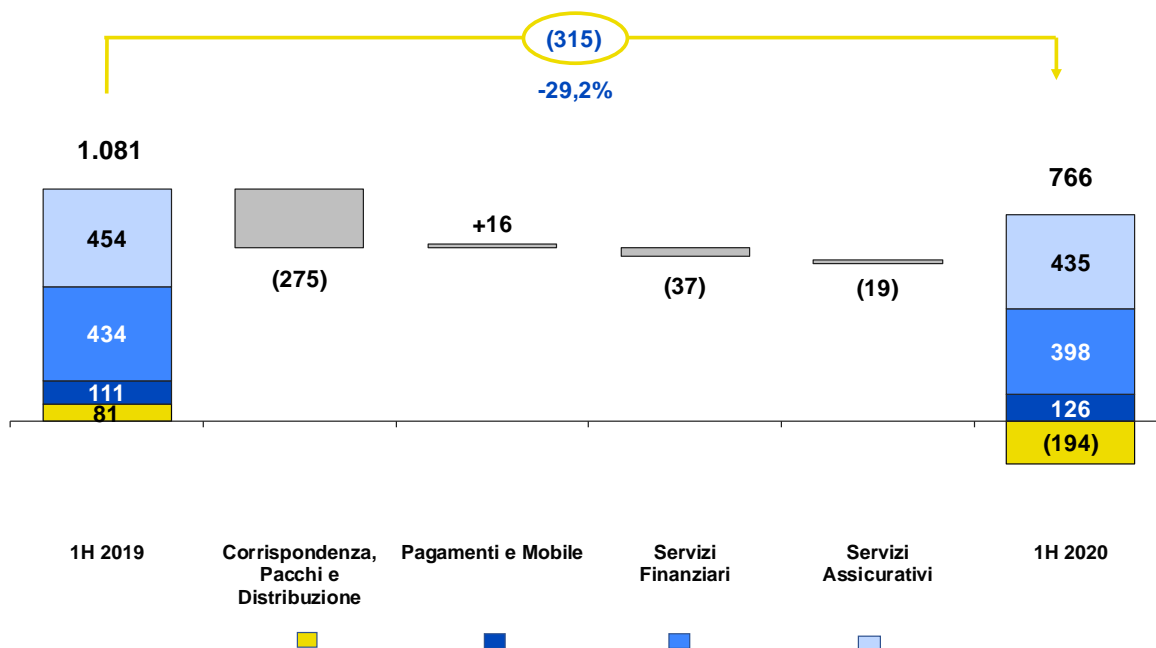 (315)
-29,2%
1.081
766
454
434
111
81
(275)
+16
(37)
(19)
435
398
126
(194)
1H 2019
Corrispondenza,
Pacchi e
Distribuzione
Pagamenti e Mobile
Servizi
Finanziari
Servizi
Assicurativi
1H 2020